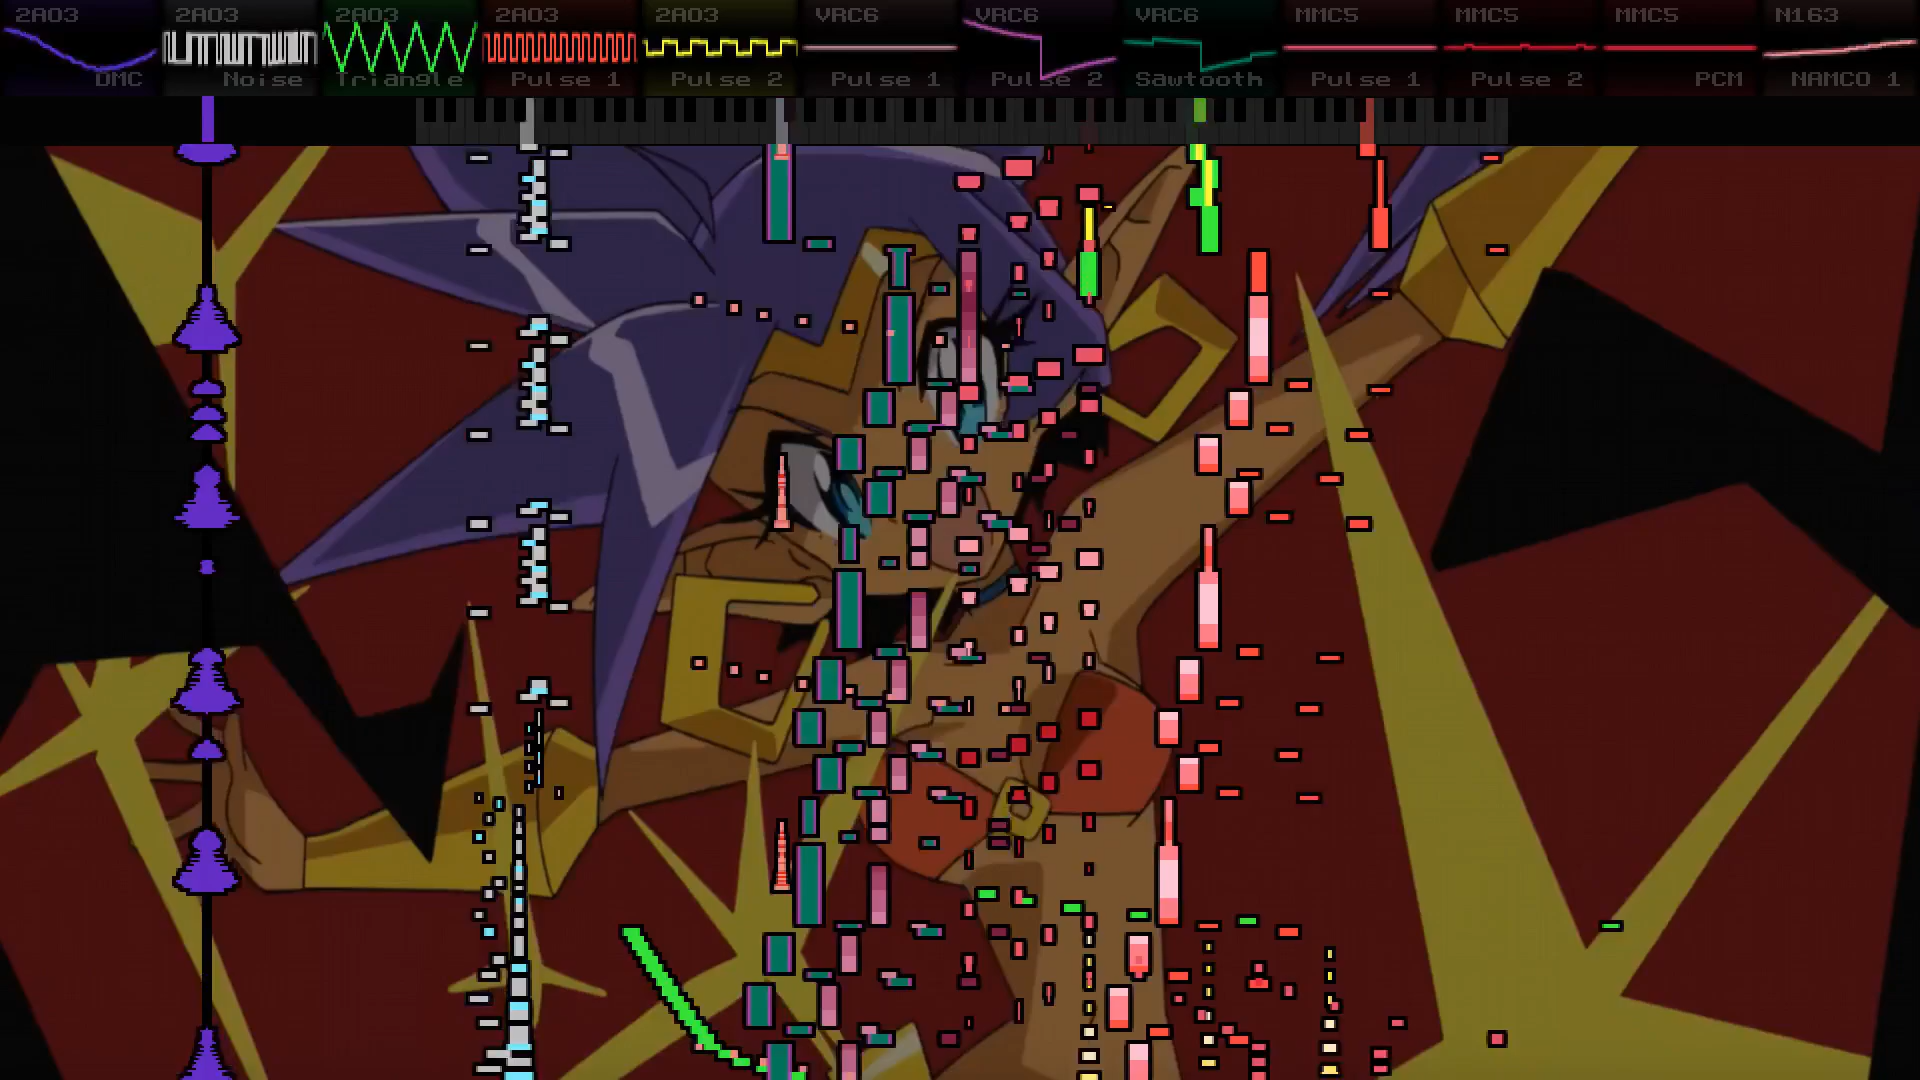 2A03 2A03 2A03 2A03 2A03 VRC6 VRC6 VRC6 MMC5 MMC5 MMC5 N163
DMC Noise Triangle Pulse 1 Pulse 2 Pulse 1 Pulse 2 Sawtooth Pulse 1 Pulse 2 PCM NAMCO 1